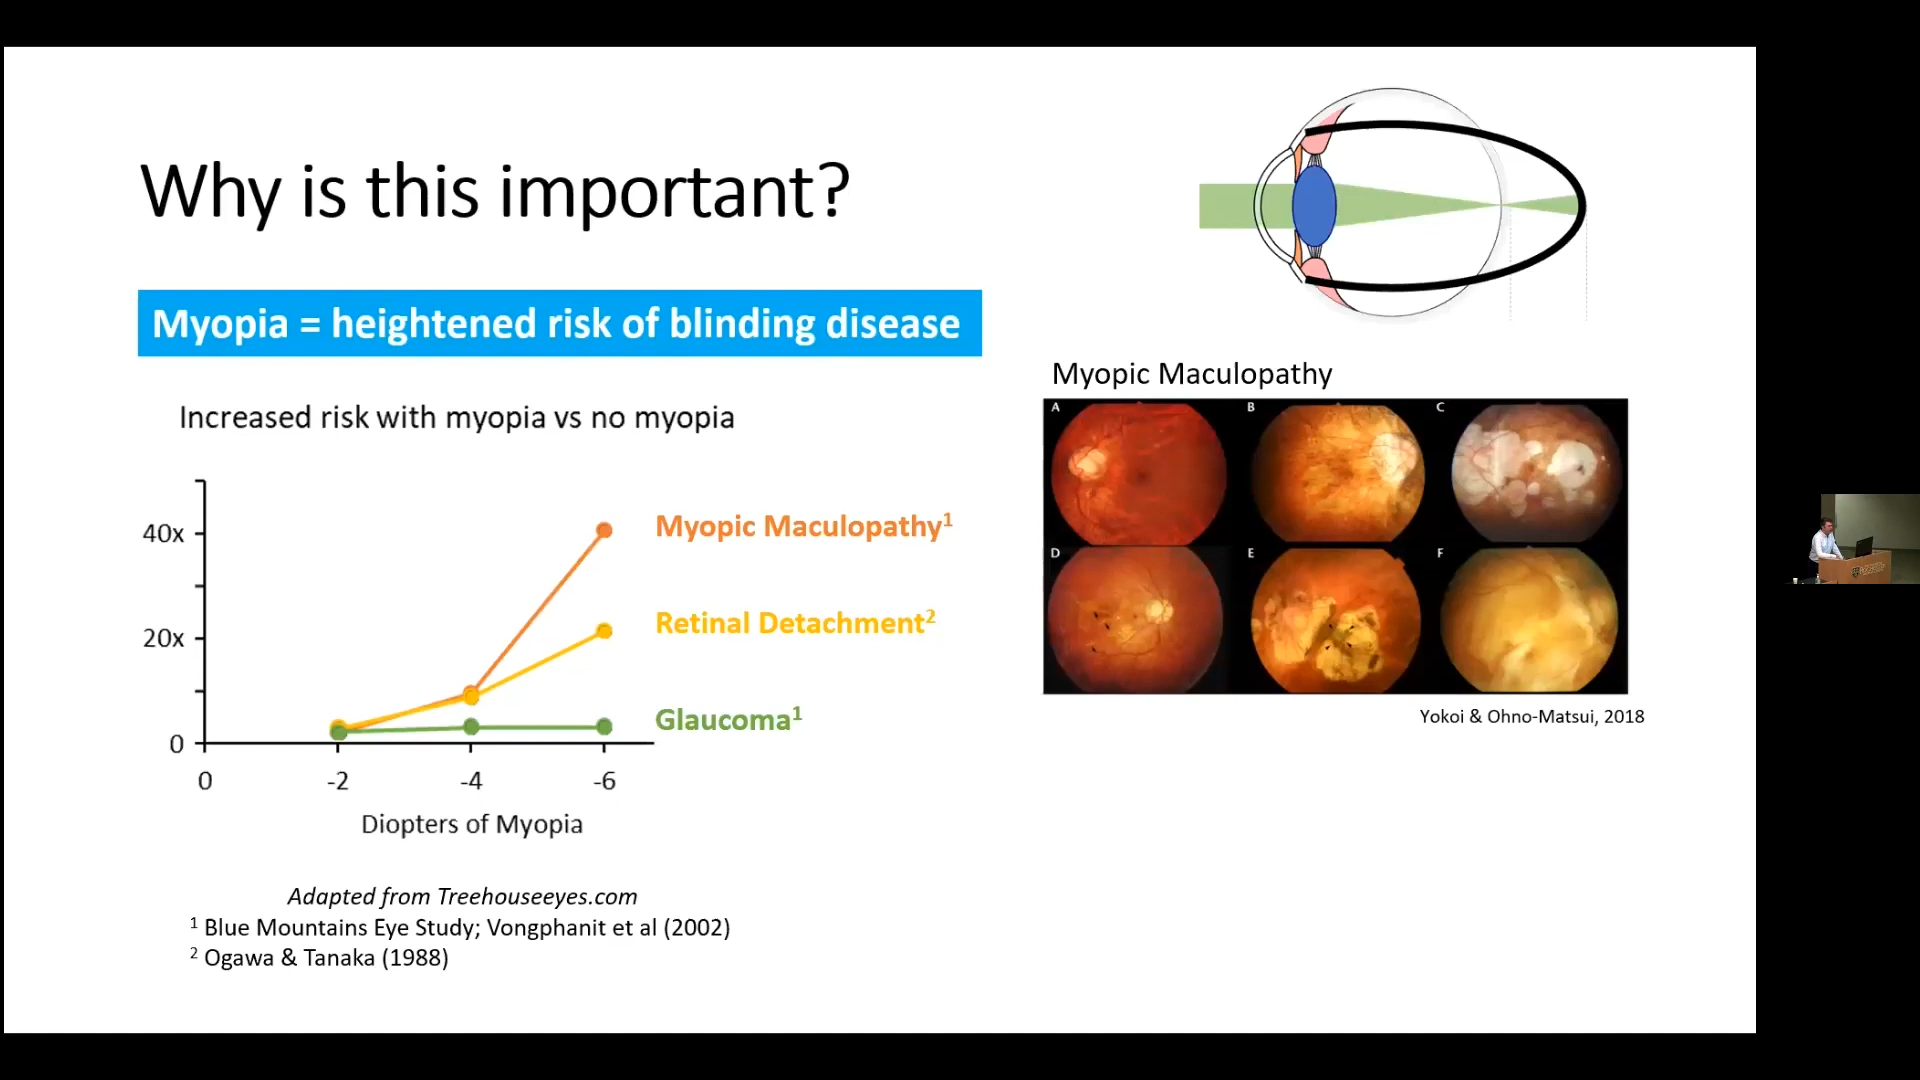 Why is this important?
Myopia = heightened risk of blinding disease
Increased risk with myopia vs no myopia
40x
20x
0
0
-2
-4
-6
Diopters of Myopia
Myopic Maculopathy¹
Retinal Detachment²
Glaucoma¹
Adapted from Treehouseeyes.com
¹ Blue Mountains Eye Study; Vongphanit et al (2002)
² Ogawa & Tanaka (1988)
Myopic Maculopathy
A
B
C
D
E
F
Yokoi & Ohno-Matsui, 2018